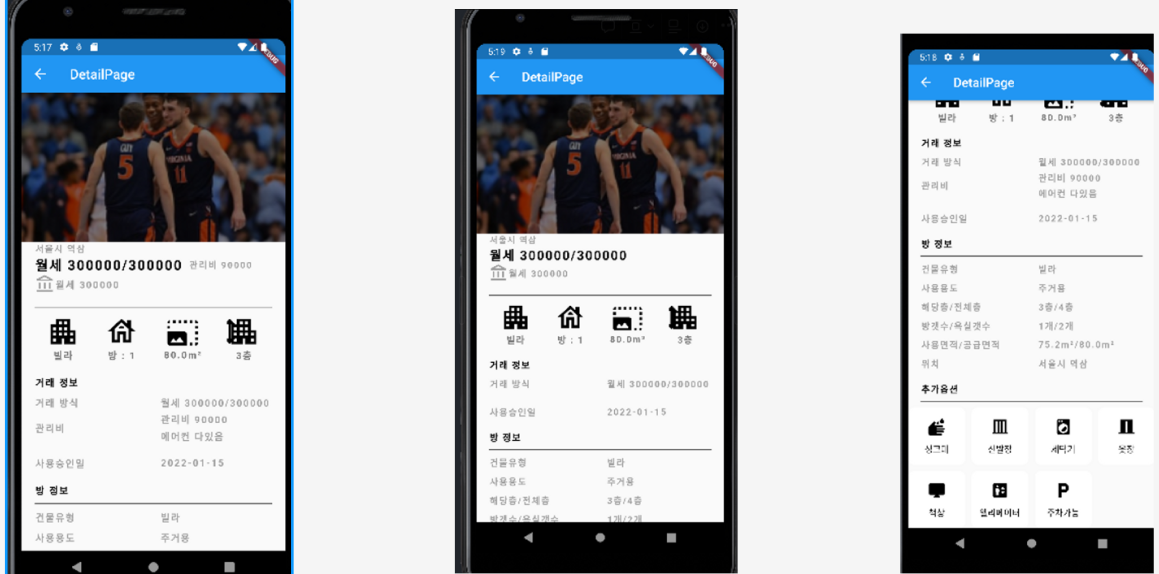 5:17
DEBUG
DetailPage
GUY
5
VIRGINIA
11
서울시 역삼
월세 300000/300000 관리비 90000
월세 300000
빌라 방 : 1 80.0m² 3층
거래 정보
거래 방식 월세 300000/300000
관리비 관리비 90000
에어컨 다있음
사용승인일 2022-01-15
방 정보
건물유형 빌라
사용용도 주거용
5:19
DEBUG
DetailPage
GUY
5
VIRGINIA
11
서울시 역삼
월세 300000/300000
월세 300000
빌라 방 : 1 80.0m² 3층
거래 정보
거래 방식 월세 300000/300000
사용승인일 2022-01-15
방 정보
건물유형 빌라
사용용도 주거용
해당층/전체층 3층/4층
방갯수/욕실갯수 1개/2개
5:18
DEBUG
DetailPage
빌라 방 : 1 80.0m² 3층
거래 정보
거래 방식 월세 300000/300000
관리비 관리비 90000
에어컨 다있음
사용승인일 2022-01-15
방 정보
건물유형 빌라
사용용도 주거용
해당층/전체층 3층/4층
방갯수/욕실갯수 1개/2개
사용면적/공급면적 75.2m²/80.0m²
위치 서울시 역삼
추가옵션
싱크대 신발장 세탁기 옷장
책상 엘리베이터 주차가능